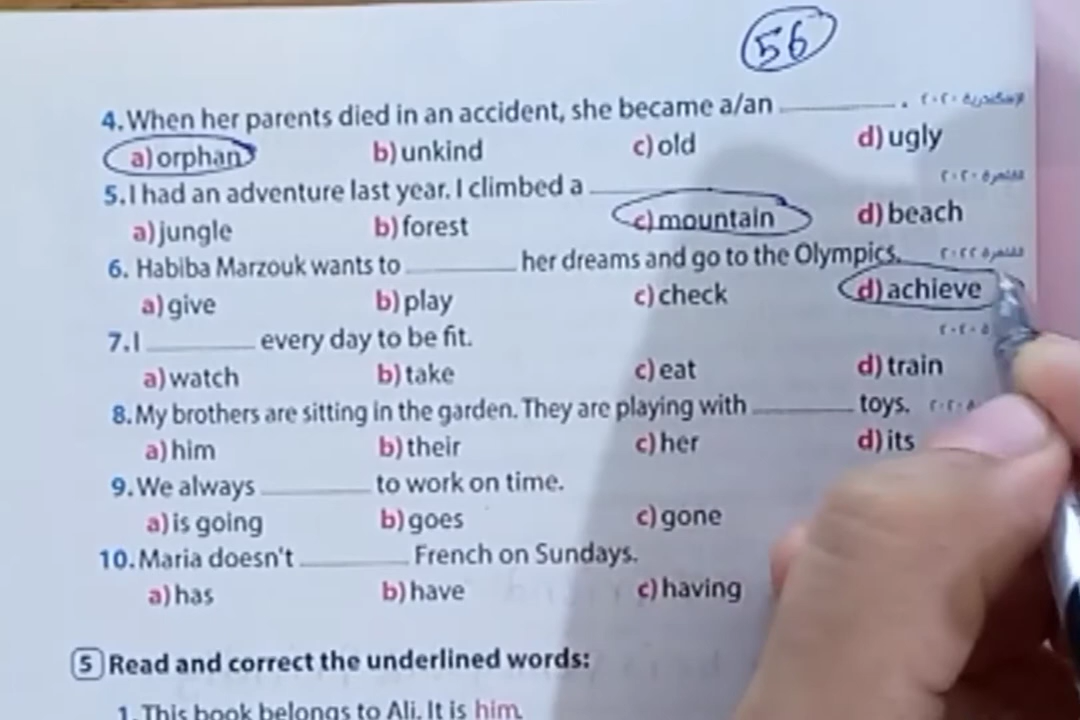 56
4. When her parents died in an accident, she became a/an ________ .
a) orphan b) unkind c) old d) ugly
5. I had an adventure last year. I climbed a ________
a) jungle b) forest c) mountain d) beach
6. Habiba Marzouk wants to ________ her dreams and go to the Olympics.
a) give b) play c) check d) achieve
7. I ________ every day to be fit.
a) watch b) take c) eat d) train
8. My brothers are sitting in the garden. They are playing with ________ toys.
a) him b) their c) her d) its
9. We always ________ to work on time.
a) is going b) goes c) gone
10. Maria doesn't ________ French on Sundays.
a) has b) have c) having
5 Read and correct the underlined words:
1. This book belongs to Ali. It is him.